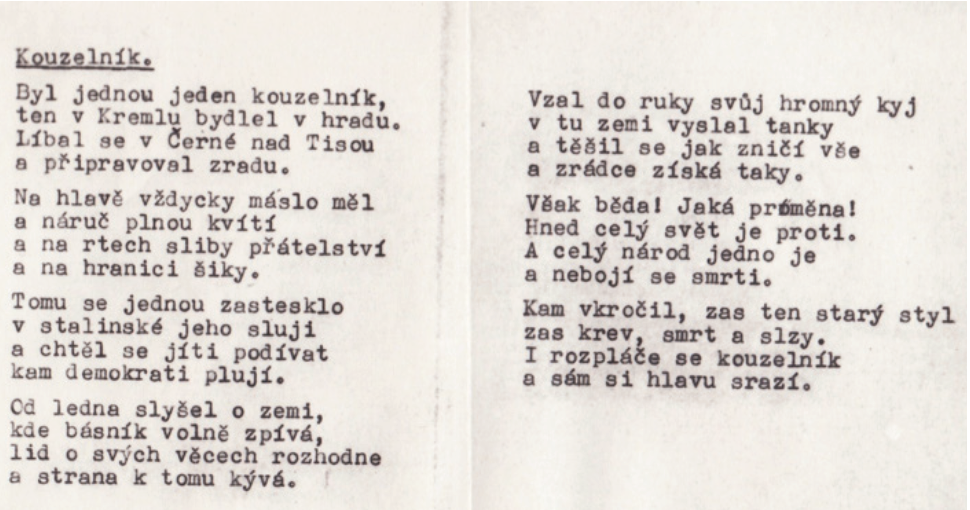 Kouzelník.
Byl jednou jeden kouzelník,
ten v Kremlu bydlel v hradu.
Líbal se v Černé nad Tisou
a připravoval zradu.
Na hlavě vždycky máslo měl
a náruč plnou kvítí
a na rtech sliby přátelství
a na hranici šiky.
Tomu se jednou zastesklo
v stalinské jeho sluji
a chtěl se jíti podívat
kam demokrati plují.
Od ledna slyšel o zemi,
kde básník volně zpívá,
lid o svých věcech rozhodne
a strana k tomu kývá.
Vzal do ruky svůj hromný kyj
v tu zemi vyslal tanky
a těšil se jak zničí vše
a zrádce získá taky.
Však běda! Jaká proměna!
Hned celý svět je proti.
A celý národ jedno je
a nebojí se smrti.
Kam vkročil, zas ten starý styl
zas krev, smrt a slzy.
I rozpláče se kouzelník
a sám si hlavu srazí.